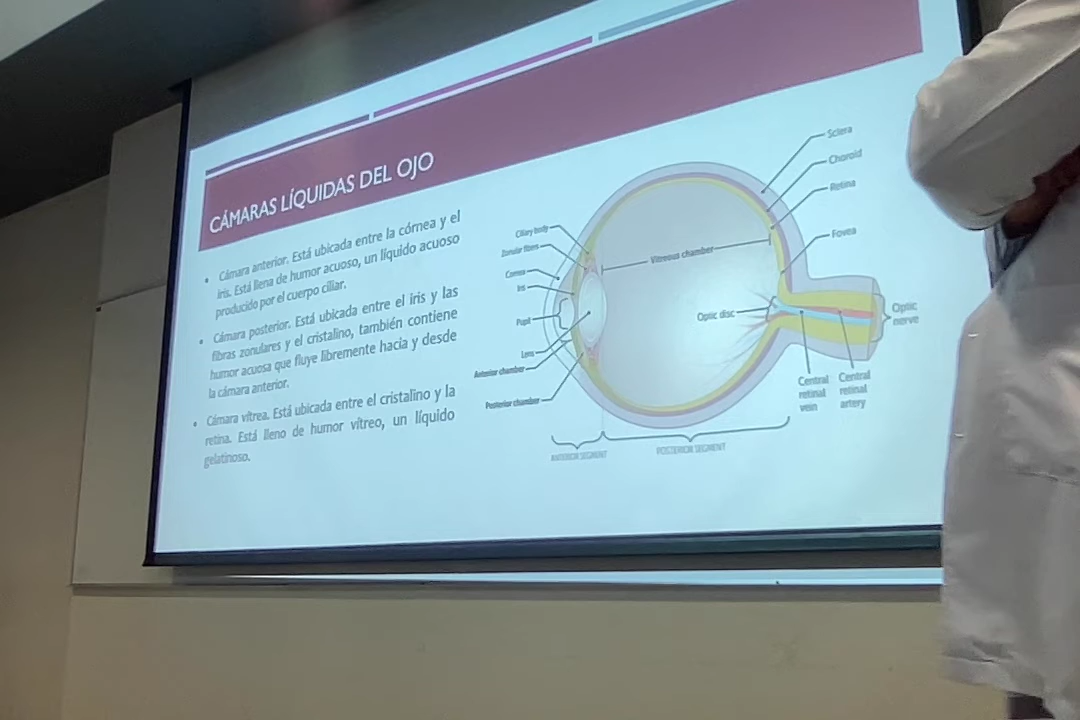 CÁMARAS LÍQUIDAS DEL OJO
• Cámara anterior. Está ubicada entre la córnea y el
iris. Está llena de humor acuoso, un líquido acuoso
producido por el cuerpo ciliar.
• Cámara posterior. Está ubicada entre el iris y las
fibras zonulares y el cristalino, también contiene
humor acuosa que fluye libremente hacia y desde
la cámara anterior.
• Cámara vítrea. Está ubicada entre el cristalino y la
retina. Está lleno de humor vítreo, un líquido
gelatinoso.
Ciliary body
Zonular fibres
Cornea
Iris
Pupil
Lens
Anterior chamber
Posterior chamber
Vitreous chamber
Sclera
Choroid
Retina
Fovea
Optic disc
Optic
nerve
Central
retinal
vein
Central
retinal
artery
ANTERIOR SEGMENT
POSTERIOR SEGMENT